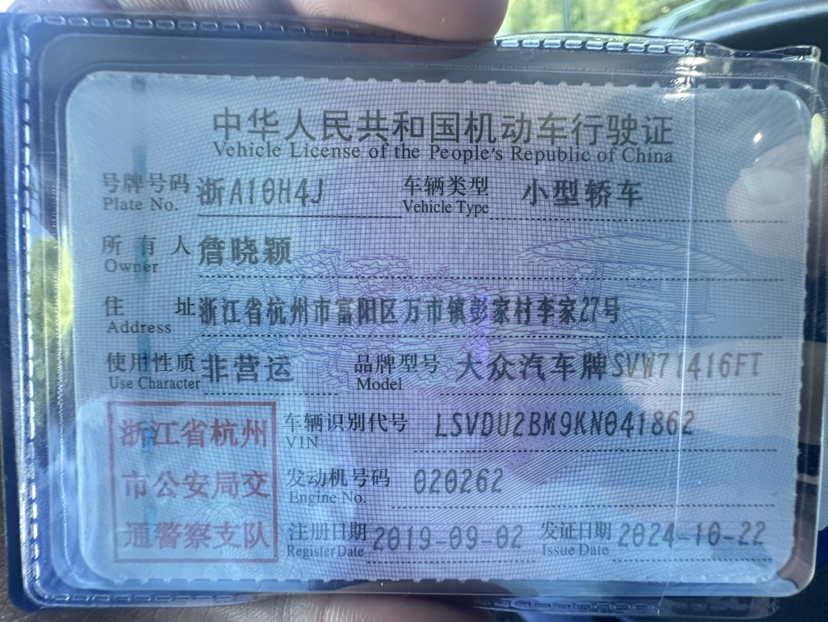 中华人民共和国机动车行驶证
Vehicle License of the People's Republic of China
号牌号码 浙A10H4J 车辆类型 小型轿车
Plate No. Vehicle Type
所有人 詹晓颖
Owner
住址 浙江省杭州市富阳区万市镇彭家村李家27号
Address
使用性质 非营运 品牌型号 大众汽车牌SVW71416FT
Use Character Model
浙江省杭州
市公安局交
通警察支队
车辆识别代号 LSVDU2BM9KN041862
VIN
发动机号码 020262
Engine No.
注册日期 2019-09-02 发证日期 2024-10-22
Register Date Issue Date